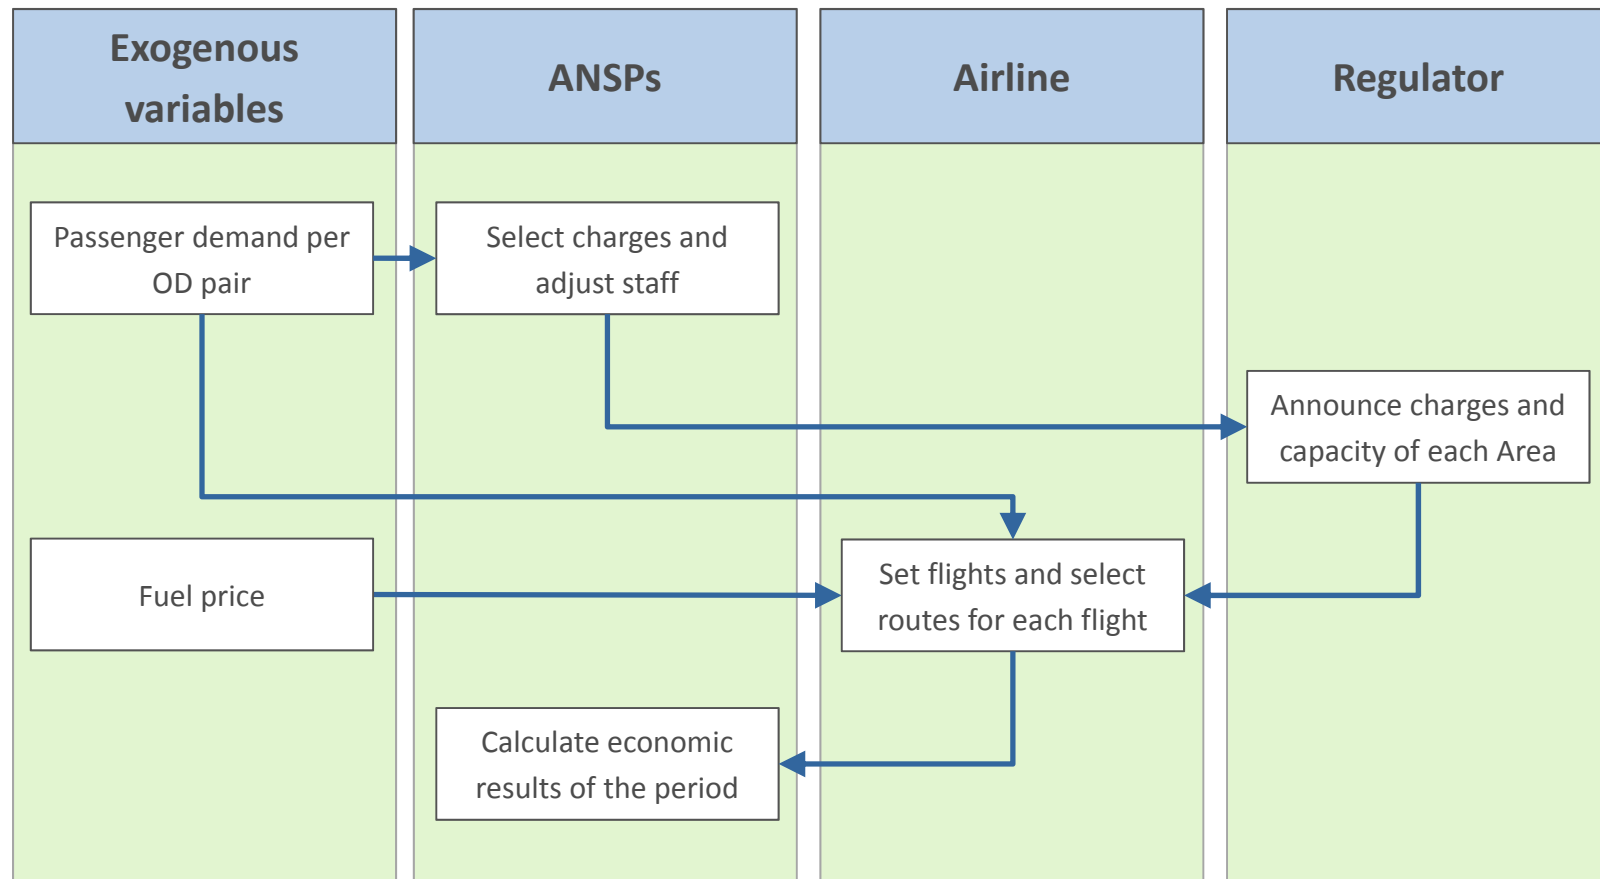 Exogenous
variables
ANSPs
Airline
Regulator
Passenger demand per
OD pair
Select charges and
adjust staff
Announce charges and
capacity of each Area
Fuel price
Set flights and select
routes for each flight
Calculate economic
results of the period